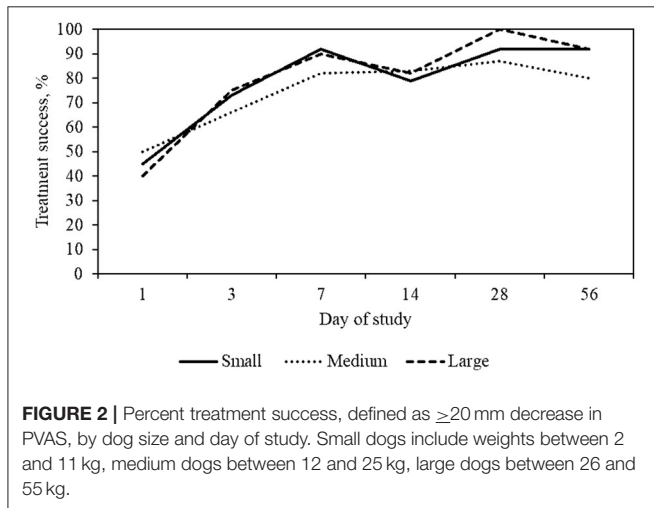 100
90
80
70
60
50
40
30
20
10
0
Treatment success, %
1 3 7 14 28 56
Day of study
Small Medium Large
FIGURE 2 | Percent treatment success, defined as ≥20 mm decrease in
PVAS, by dog size and day of study. Small dogs include weights between 2
and 11 kg, medium dogs between 12 and 25 kg, large dogs between 26 and
55 kg.